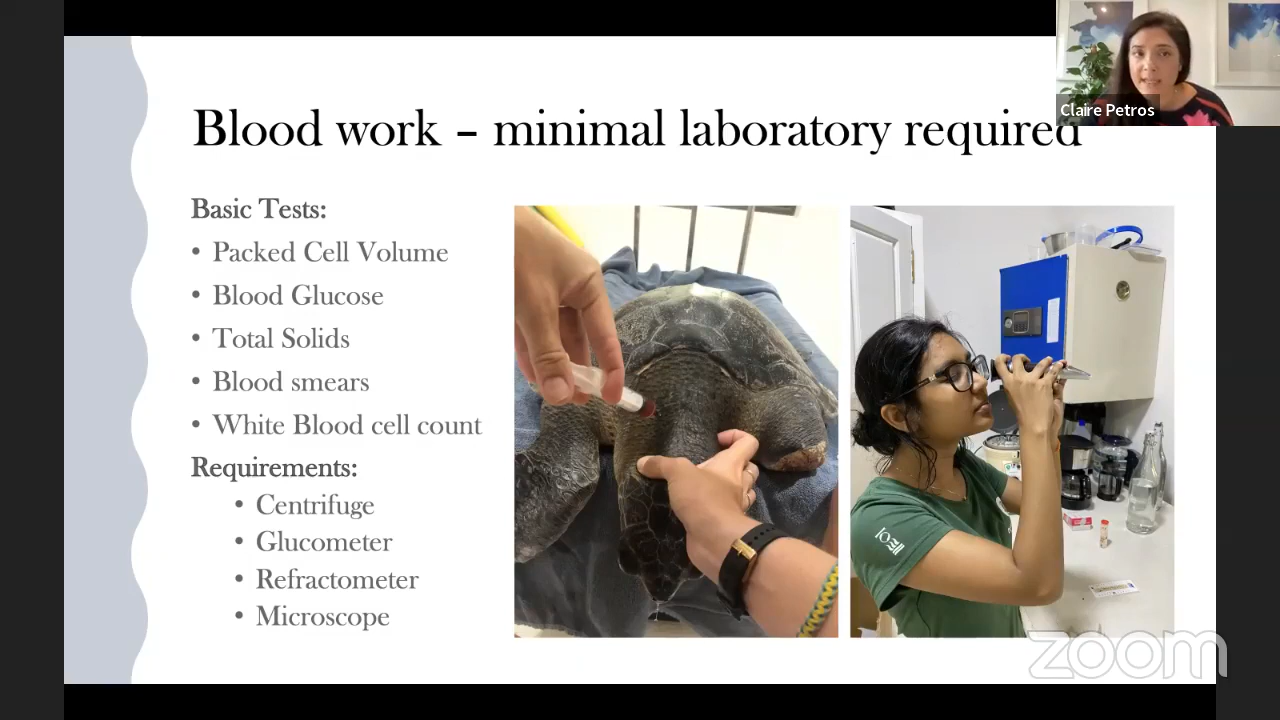 Claire Petros
Blood work – minimal laboratory required
Basic Tests:
• Packed Cell Volume
• Blood Glucose
• Total Solids
• Blood smears
• White Blood cell count
Requirements:
• Centrifuge
• Glucometer
• Refractometer
• Microscope
zoom